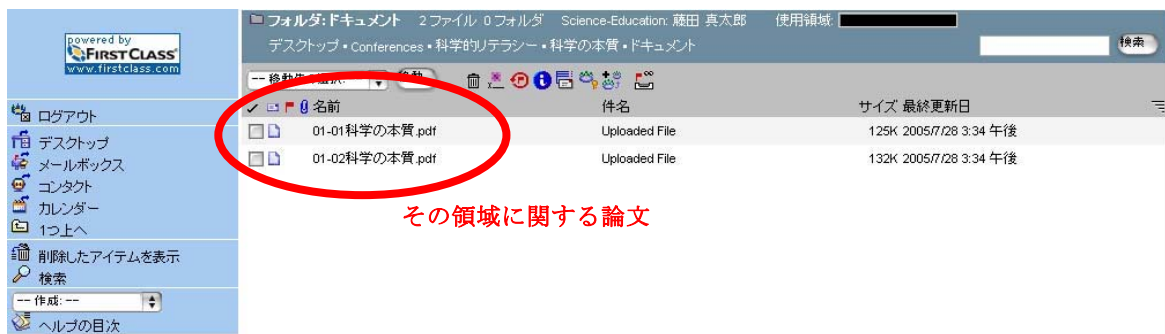 powered by
FIRSTCLASS
www.firstclass.com
ログアウト
デスクトップ
メールボックス
コンタクト
カレンダー
1つ上へ
削除したアイテムを表示
検索
-- 作成: --
ヘルプの目次
フォルダ:ドキュメント 2ファイル 0フォルダ Science-Education: 藤田 真太郎 使用領域:
デスクトップ • Conferences • 科学的リテラシー • 科学の本質 • ドキュメント
検索
名前 件名 サイズ 最終更新日
01-01科学の本質.pdf Uploaded File 125K 2005/7/28 3:34 午後
01-02科学の本質.pdf Uploaded File 132K 2005/7/28 3:34 午後
その領域に関する論文